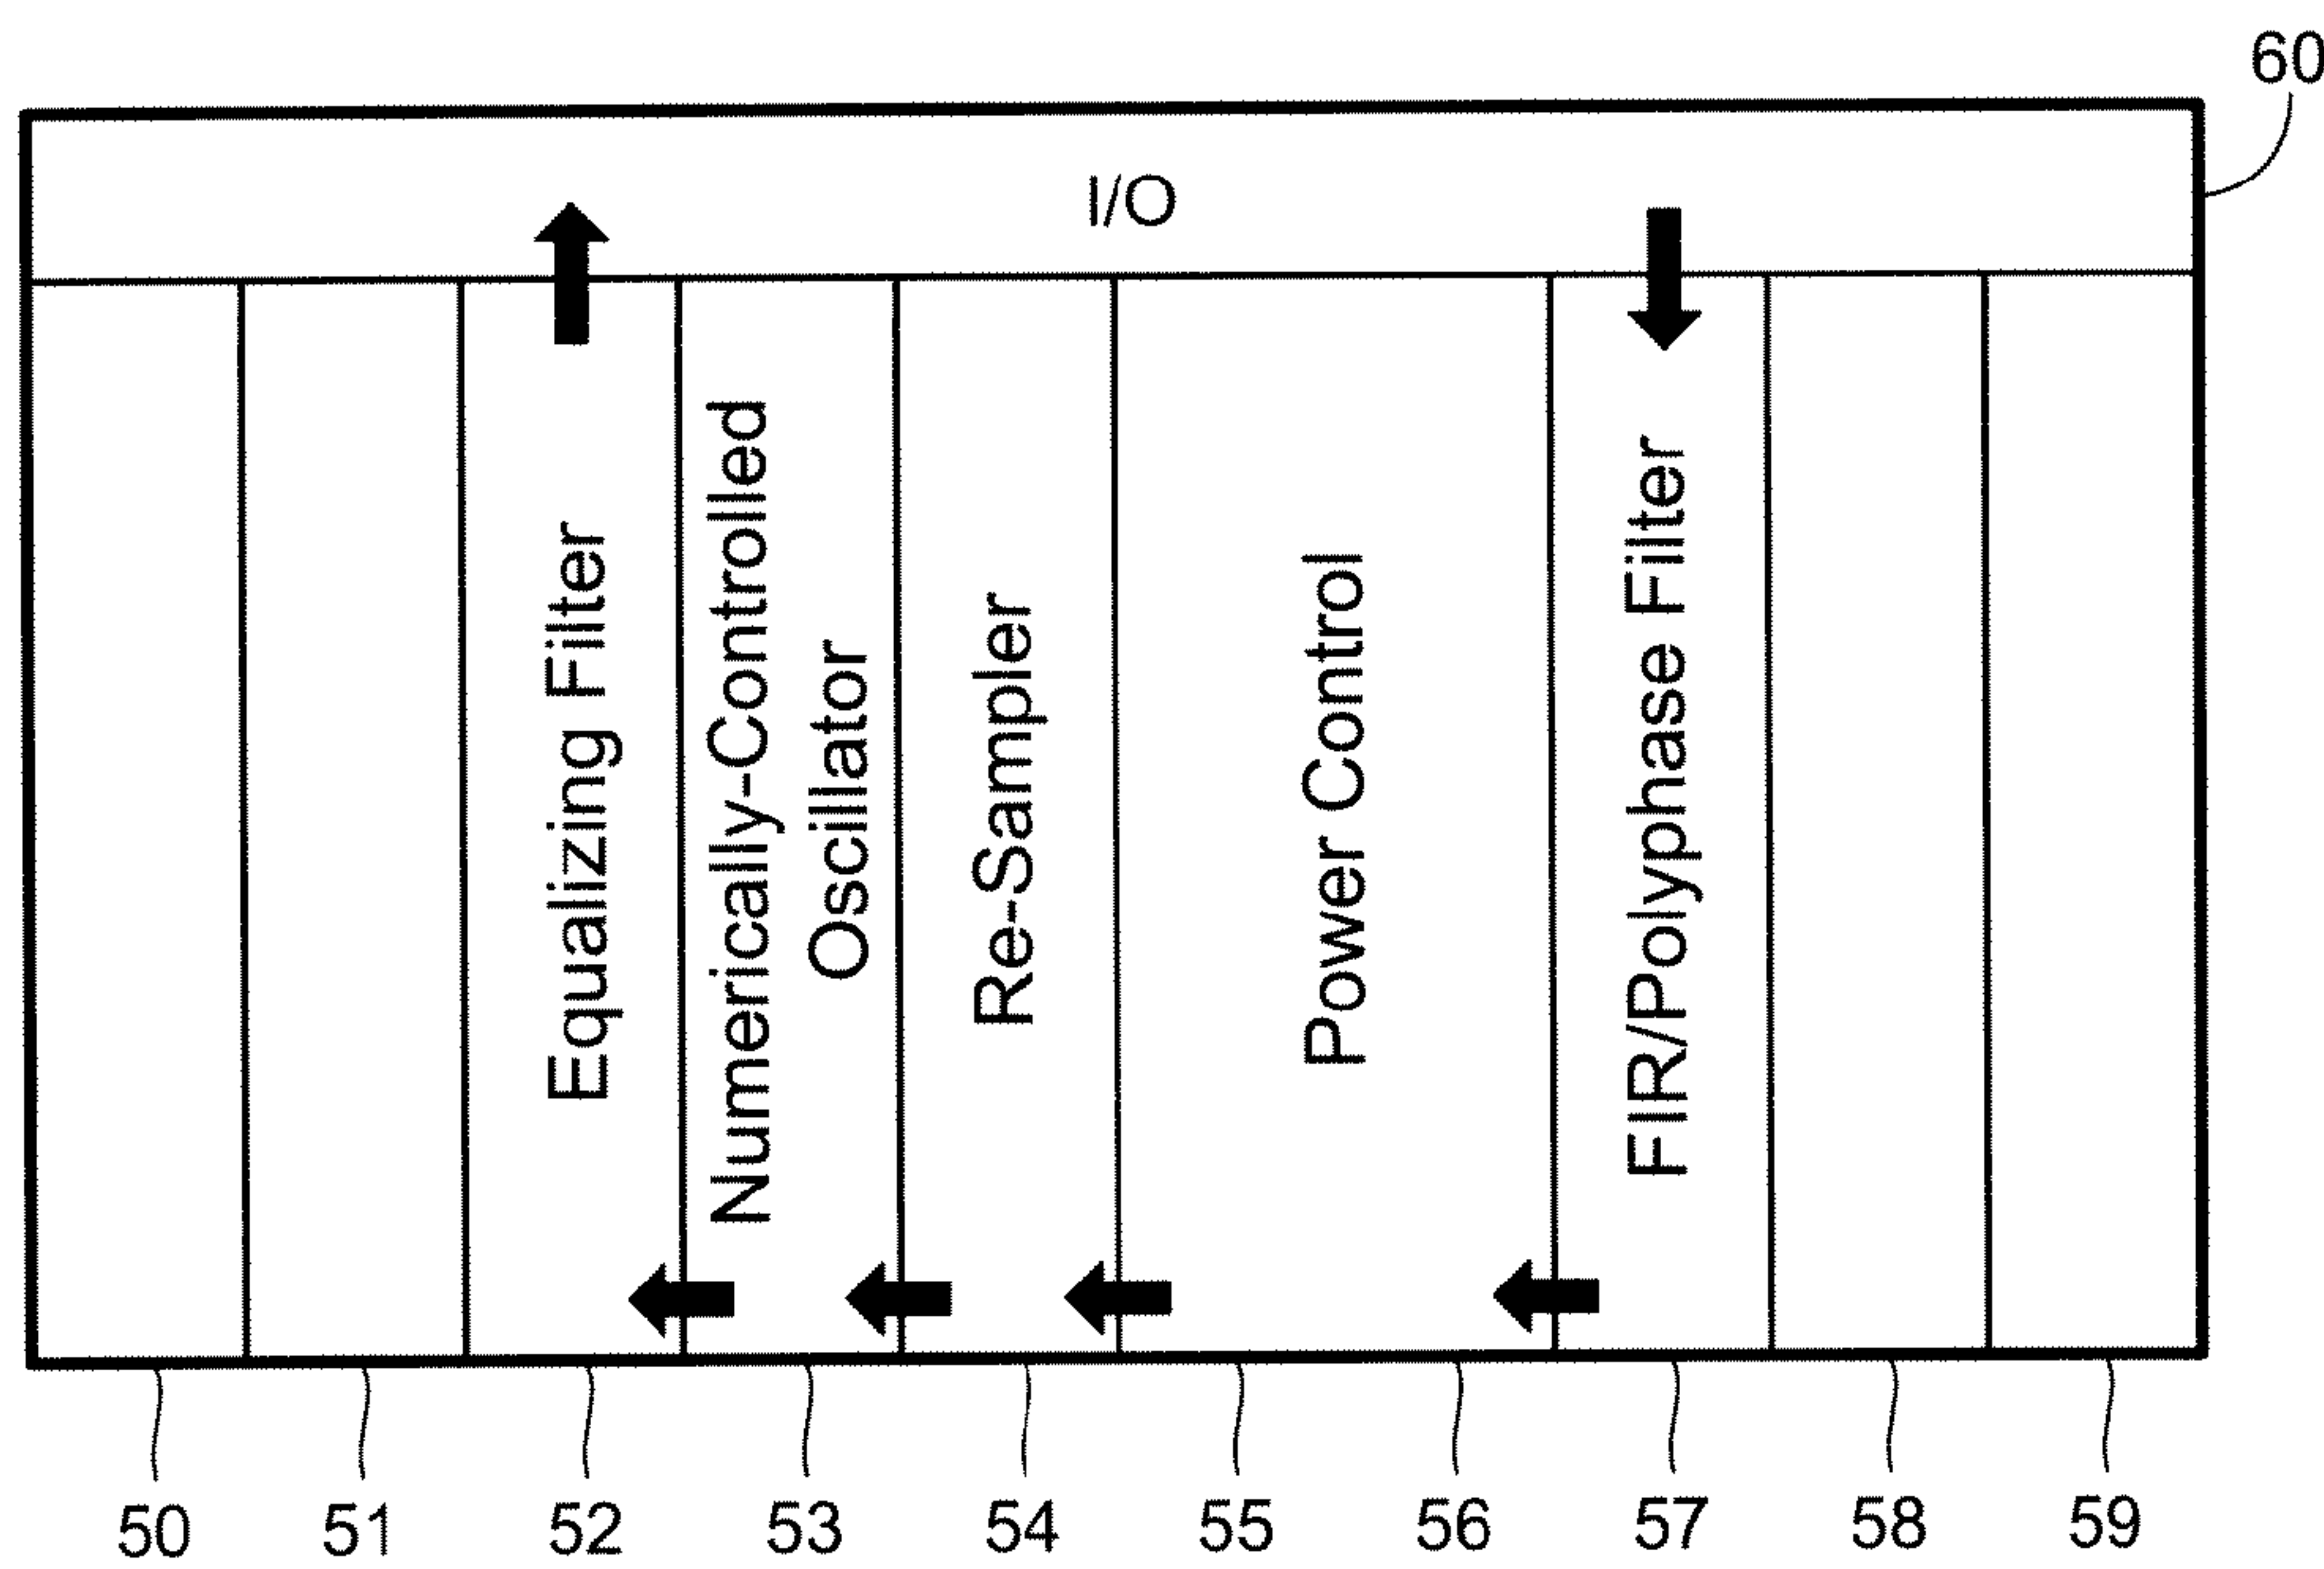 60
I/O
Equalizing Filter
Numerically-Controlled
Oscillator
Re-Sampler
Power Control
FIR/Polyphase Filter
50 51 52 53 54 55 56 57 58 59